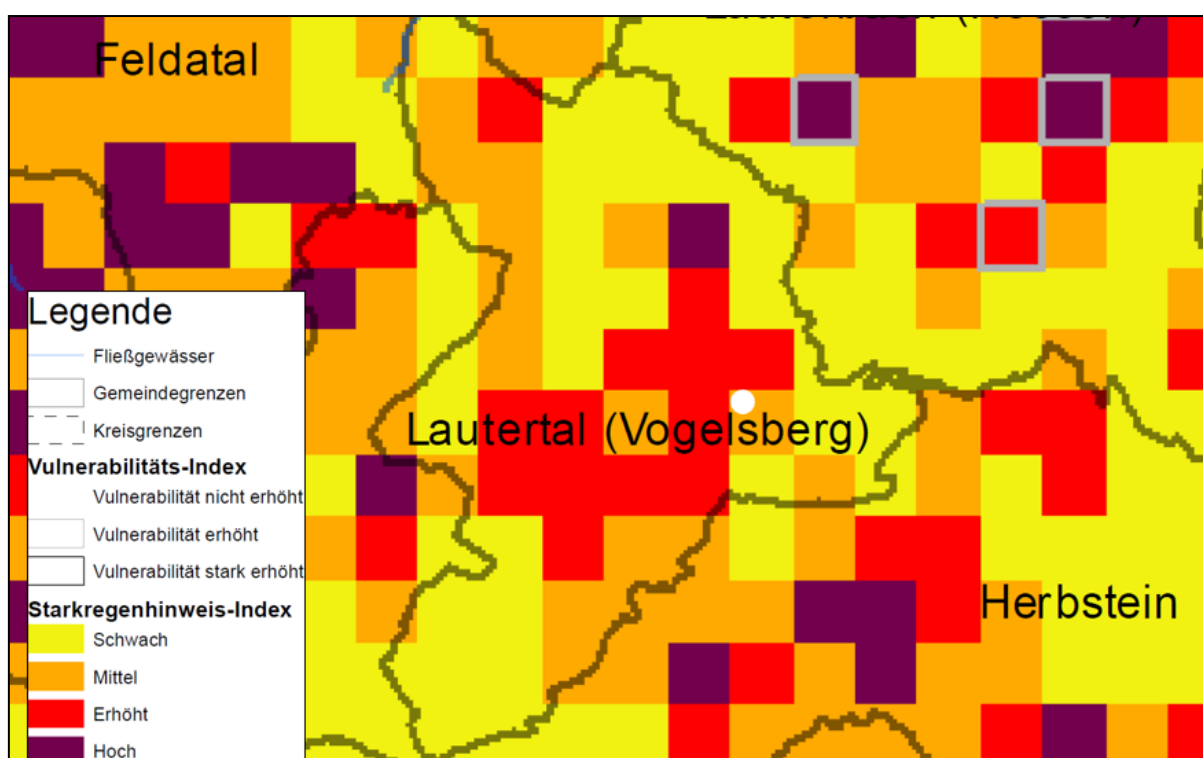 Feldatal
Legende
Fließgewässer
Gemeindegrenzen
Kreisgrenzen
Vulnerabilitäts-Index
Vulnerabilität nicht erhöht
Vulnerabilität erhöht
Vulnerabilität stark erhöht
Starkregenhinweis-Index
Schwach
Mittel
Erhöht
Hoch
Lautertal (Vogelsberg)
Herbstein